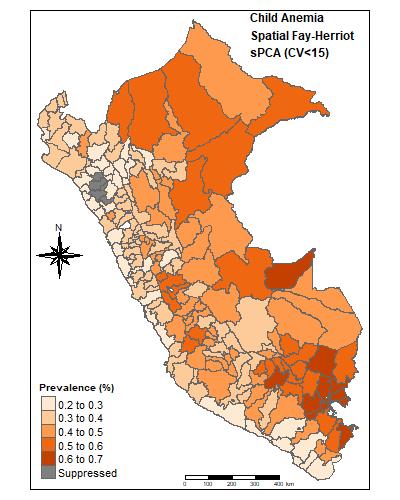 Child Anemia
Spatial Fay-Herriot
sPCA (CV<15)
N
Prevalence (%)
0.2 to 0.3
0.3 to 0.4
0.4 to 0.5
0.5 to 0.6
0.6 to 0.7
Suppressed
0 100 200 300 400 km